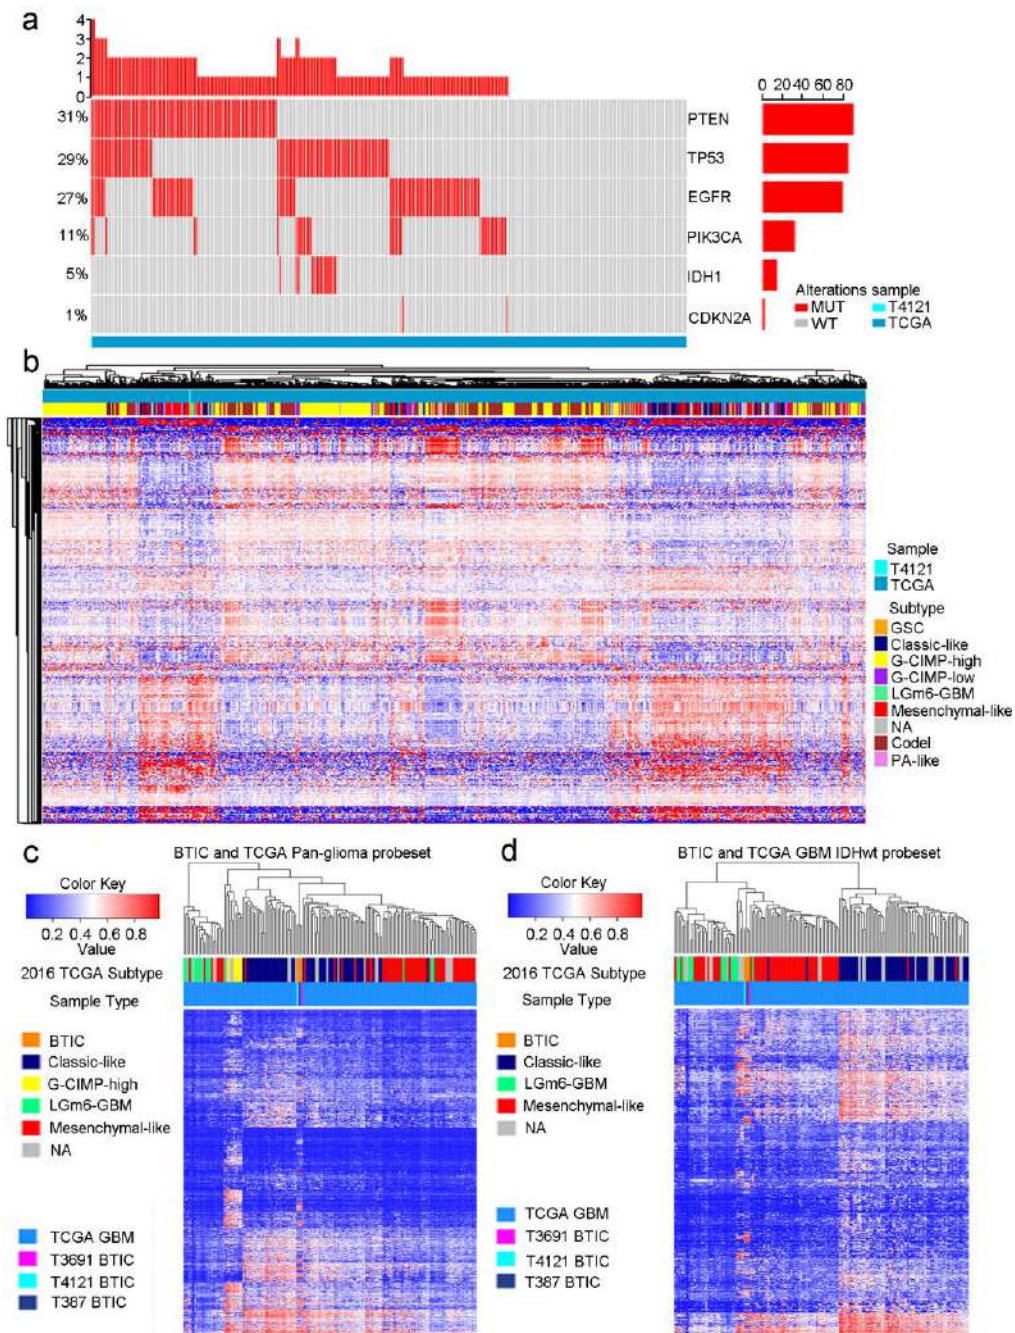 a
4
3
2
1
0
0 20 40 60 80
31% PTEN
29% TP53
27% EGFR
11% PIK3CA
5% IDH1
1% CDKN2A
Alterations sample
MUT T4121
WT TCGA
b
Sample
T4121
TCGA
Subtype
GSC
Classic-like
G-CIMP-high
G-CIMP-low
LGm6-GBM
Mesenchymal-like
NA
Codel
PA-like
c
BTIC and TCGA Pan-glioma probeset
Color Key
0.2 0.4 0.6 0.8
Value
2016 TCGA Subtype
Sample Type
BTIC
Classic-like
G-CIMP-high
LGm6-GBM
Mesenchymal-like
NA
TCGA GBM
T3691 BTIC
T4121 BTIC
T387 BTIC
d
BTIC and TCGA GBM IDHwt probeset
Color Key
0.2 0.4 0.6 0.8
Value
2016 TCGA Subtype
Sample Type
BTIC
Classic-like
LGm6-GBM
Mesenchymal-like
NA
TCGA GBM
T3691 BTIC
T4121 BTIC
T387 BTIC